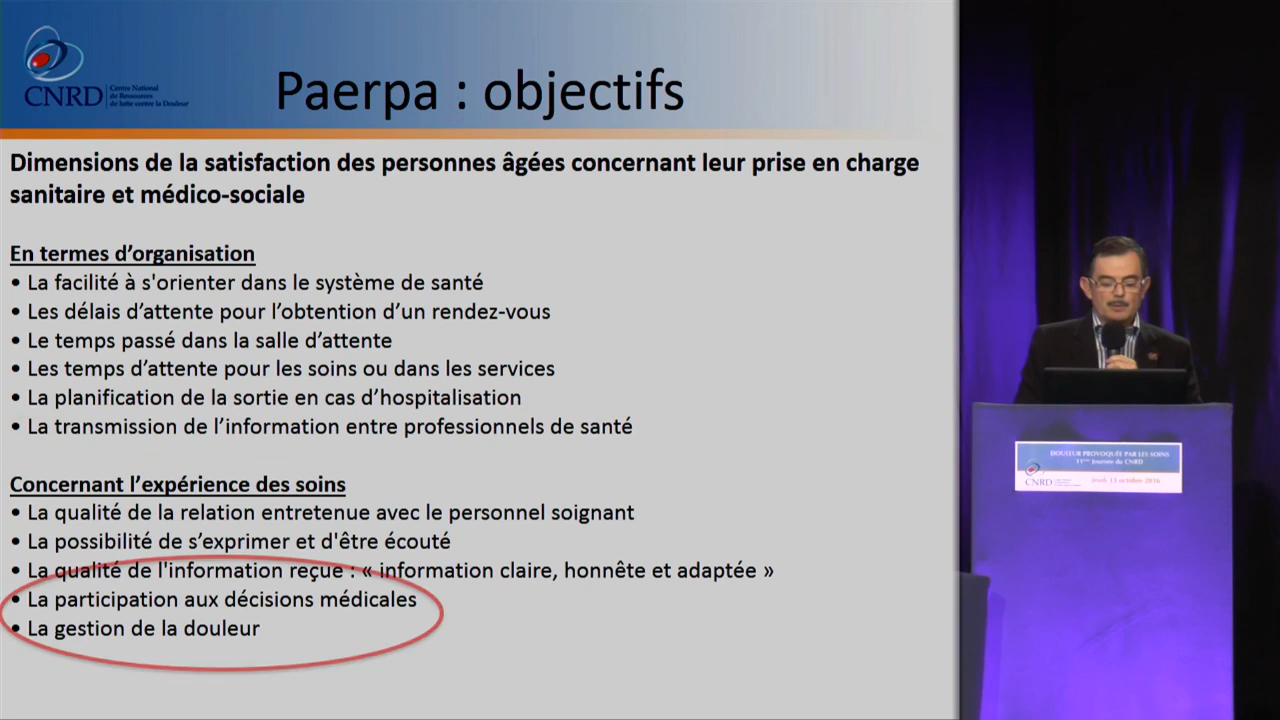 CNRD
Centre National
de Ressources
de lutte contre la Douleur
Paerpa : objectifs
Dimensions de la satisfaction des personnes âgées concernant leur prise en charge
sanitaire et médico-sociale
En termes d’organisation
• La facilité à s'orienter dans le système de santé
• Les délais d’attente pour l’obtention d’un rendez-vous
• Le temps passé dans la salle d’attente
• Les temps d’attente pour les soins ou dans les services
• La planification de la sortie en cas d’hospitalisation
• La transmission de l’information entre professionnels de santé
Concernant l’expérience des soins
• La qualité de la relation entretenue avec le personnel soignant
• La possibilité de s’exprimer et d'être écouté
• La qualité de l'information reçue : « information claire, honnête et adaptée »
• La participation aux décisions médicales
• La gestion de la douleur
DOULEUR PROVOQUÉE PAR LES SOINS
11ème Journée du CNRD
CNRD
Jeudi 13 octobre 2016